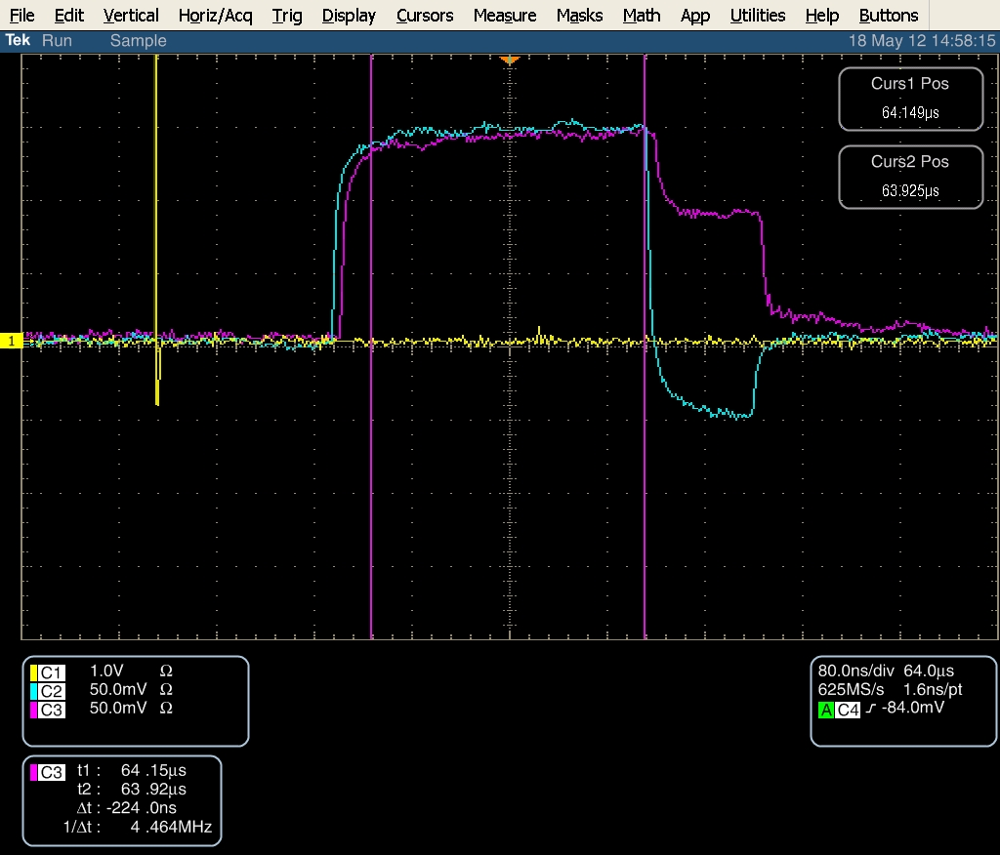 File Edit Vertical Horiz/Acq Trig Display Cursors Measure Masks Math App Utilities Help Buttons
Tek Run Sample 18 May 12 14:58:15
Curs1 Pos
64.149µs
Curs2 Pos
63.925µs
1
C1 1.0V Ω
C2 50.0mV Ω
C3 50.0mV Ω
80.0ns/div 64.0µs
625MS/s 1.6ns/pt
A C4 -84.0mV
C3 t1 : 64 .15µs
t2 : 63 .92µs
Δt : -224 .0ns
1/Δt : 4 .464MHz